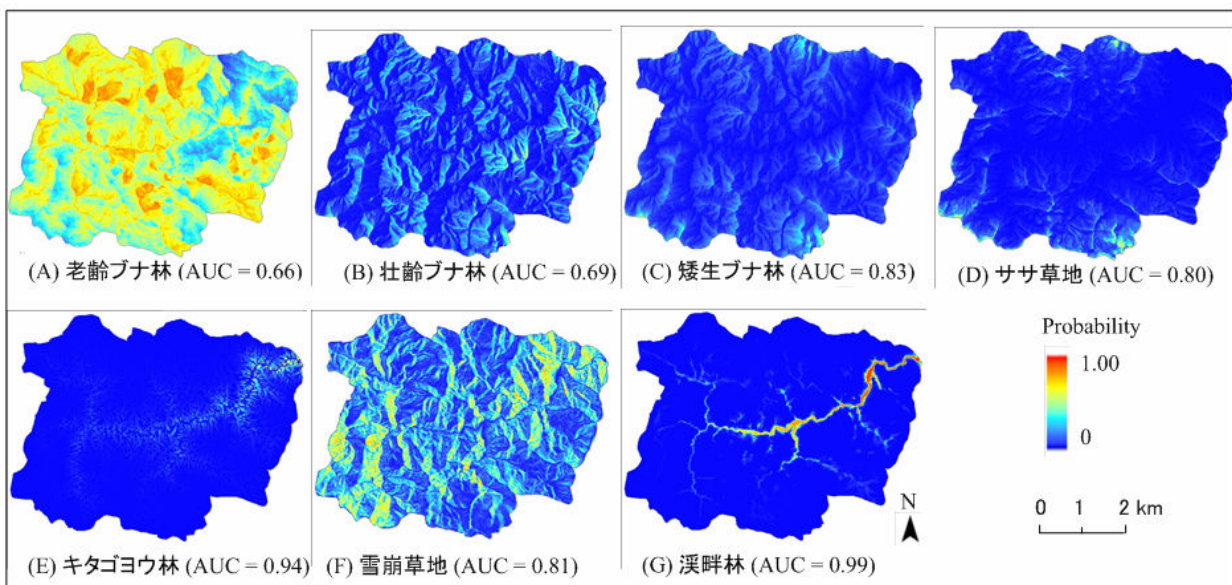 (A) 老齢ブナ林 (AUC = 0.66)
(B) 壮齢ブナ林 (AUC = 0.69)
(C) 矮生ブナ林 (AUC = 0.83)
(D) ササ草地 (AUC = 0.80)
(E) キタゴヨウ林 (AUC = 0.94)
(F) 雪崩草地 (AUC = 0.81)
(G) 渓畔林 (AUC = 0.99)
Probability
1.00
0
N
0 1 2 km